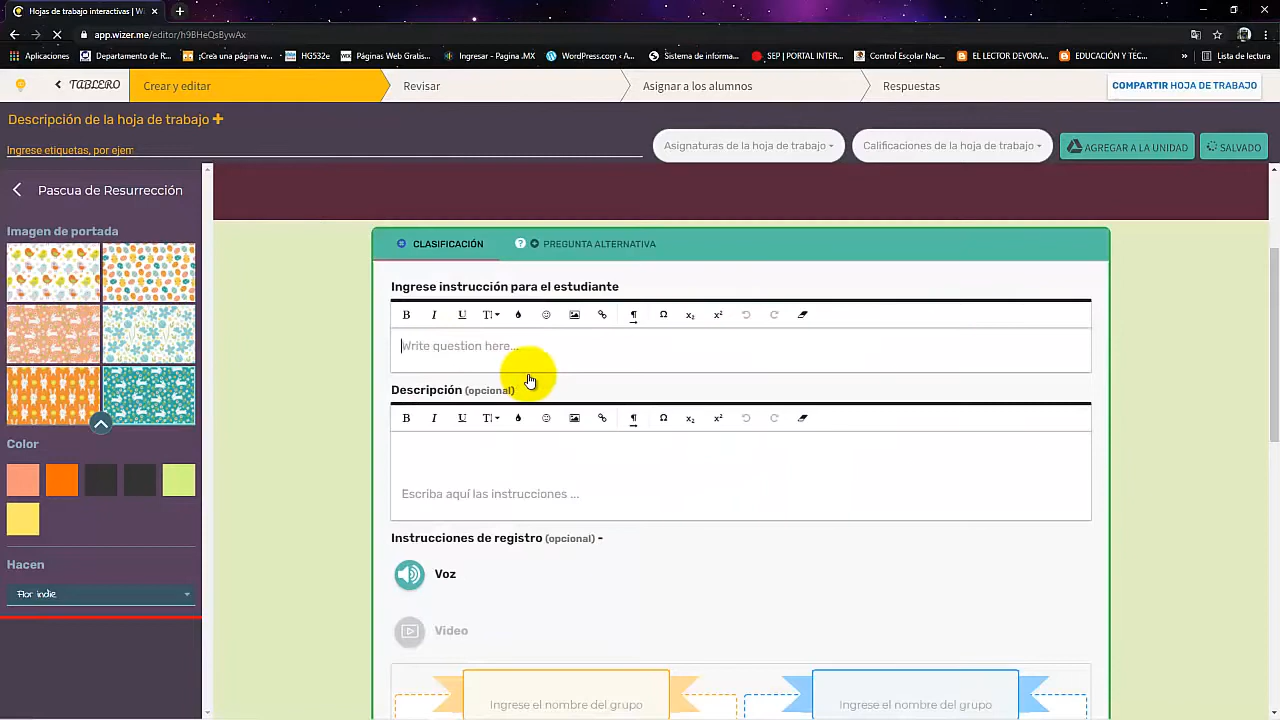 Hojas de trabajo interactivas | Wi
app.wizer.me/editor/h9BHeQsBywAx
Aplicaciones
Departamento de R...
¡Crea una página w...
HG532e
Páginas Web Gratis...
Ingresar - Pagina .MX
WordPress.com « A...
Sistema de informa...
SEP | PORTAL INTER...
Control Escolar Nac...
EL LECTOR DEVORA...
EDUCACIÓN Y TEC...
»
Lista de lectura
TABLERO
Crear y editar
Revisar
Asignar a los alumnos
Respuestas
COMPARTIR HOJA DE TRABAJO
Descripción de la hoja de trabajo
Ingrese etiquetas, por ejem
Asignaturas de la hoja de trabajo
Calificaciones de la hoja de trabajo
AGREGAR A LA UNIDAD
SALVADO
Pascua de Resurrección
Imagen de portada
Color
Hacen
Flor indie
CLASIFICACIÓN
PREGUNTA ALTERNATIVA
Ingrese instrucción para el estudiante
Write question here...
Descripción (opcional)
Escriba aquí las instrucciones ...
Instrucciones de registro (opcional) -
Voz
Video
Ingrese el nombre del grupo
Ingrese el nombre del grupo